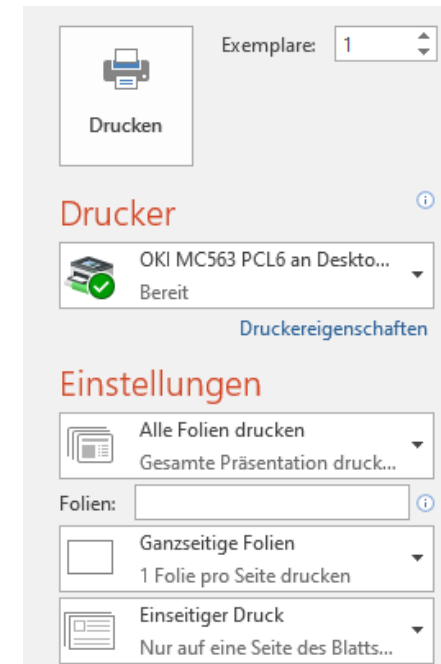 Exemplare: 1
Drucken
Drucker
OKI MC563 PCL6 an Deskto...
Bereit
Druckereigenschaften
Einstellungen
Alle Folien drucken
Gesamte Präsentation druck...
Folien:
Ganzseitige Folien
1 Folie pro Seite drucken
Einseitiger Druck
Nur auf eine Seite des Blatts...